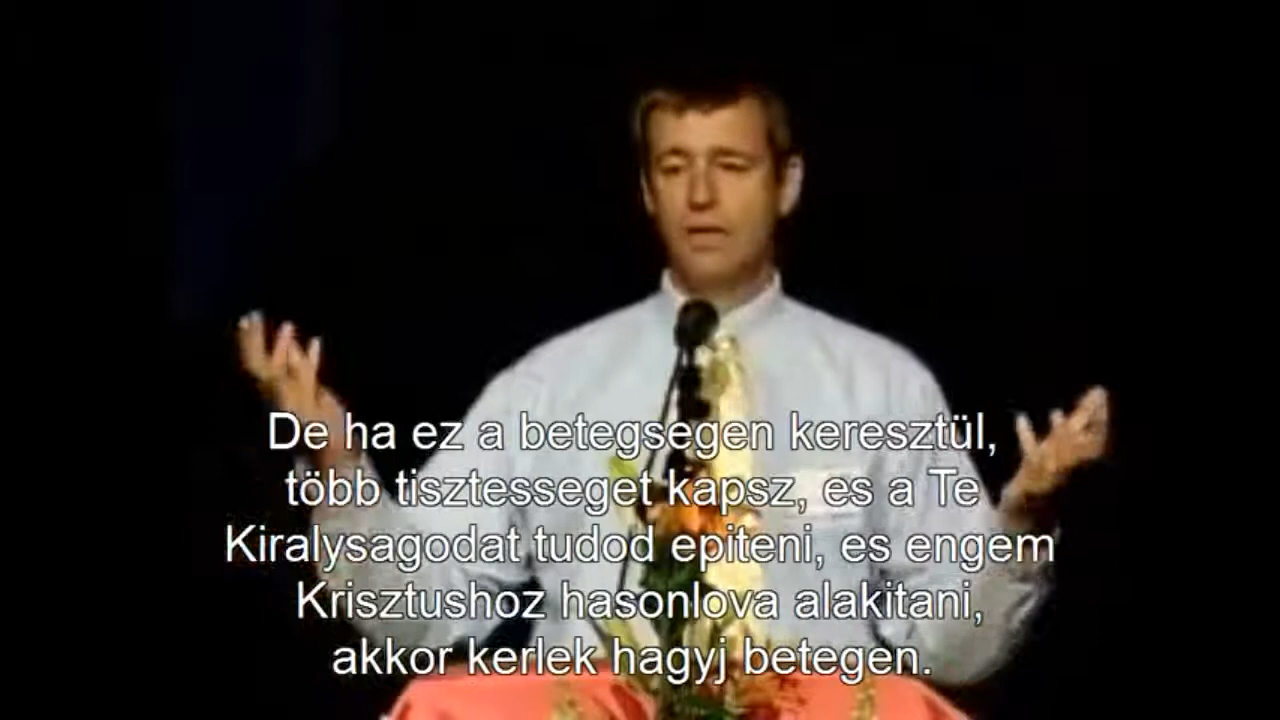 De ha ez a betegsegen keresztül,
több tisztesseget kapsz, es a Te
Kiralysagodat tudod epiteni, es engem
Krisztushoz hasonlova alakitani,
akkor kerlek hagyj betegen.